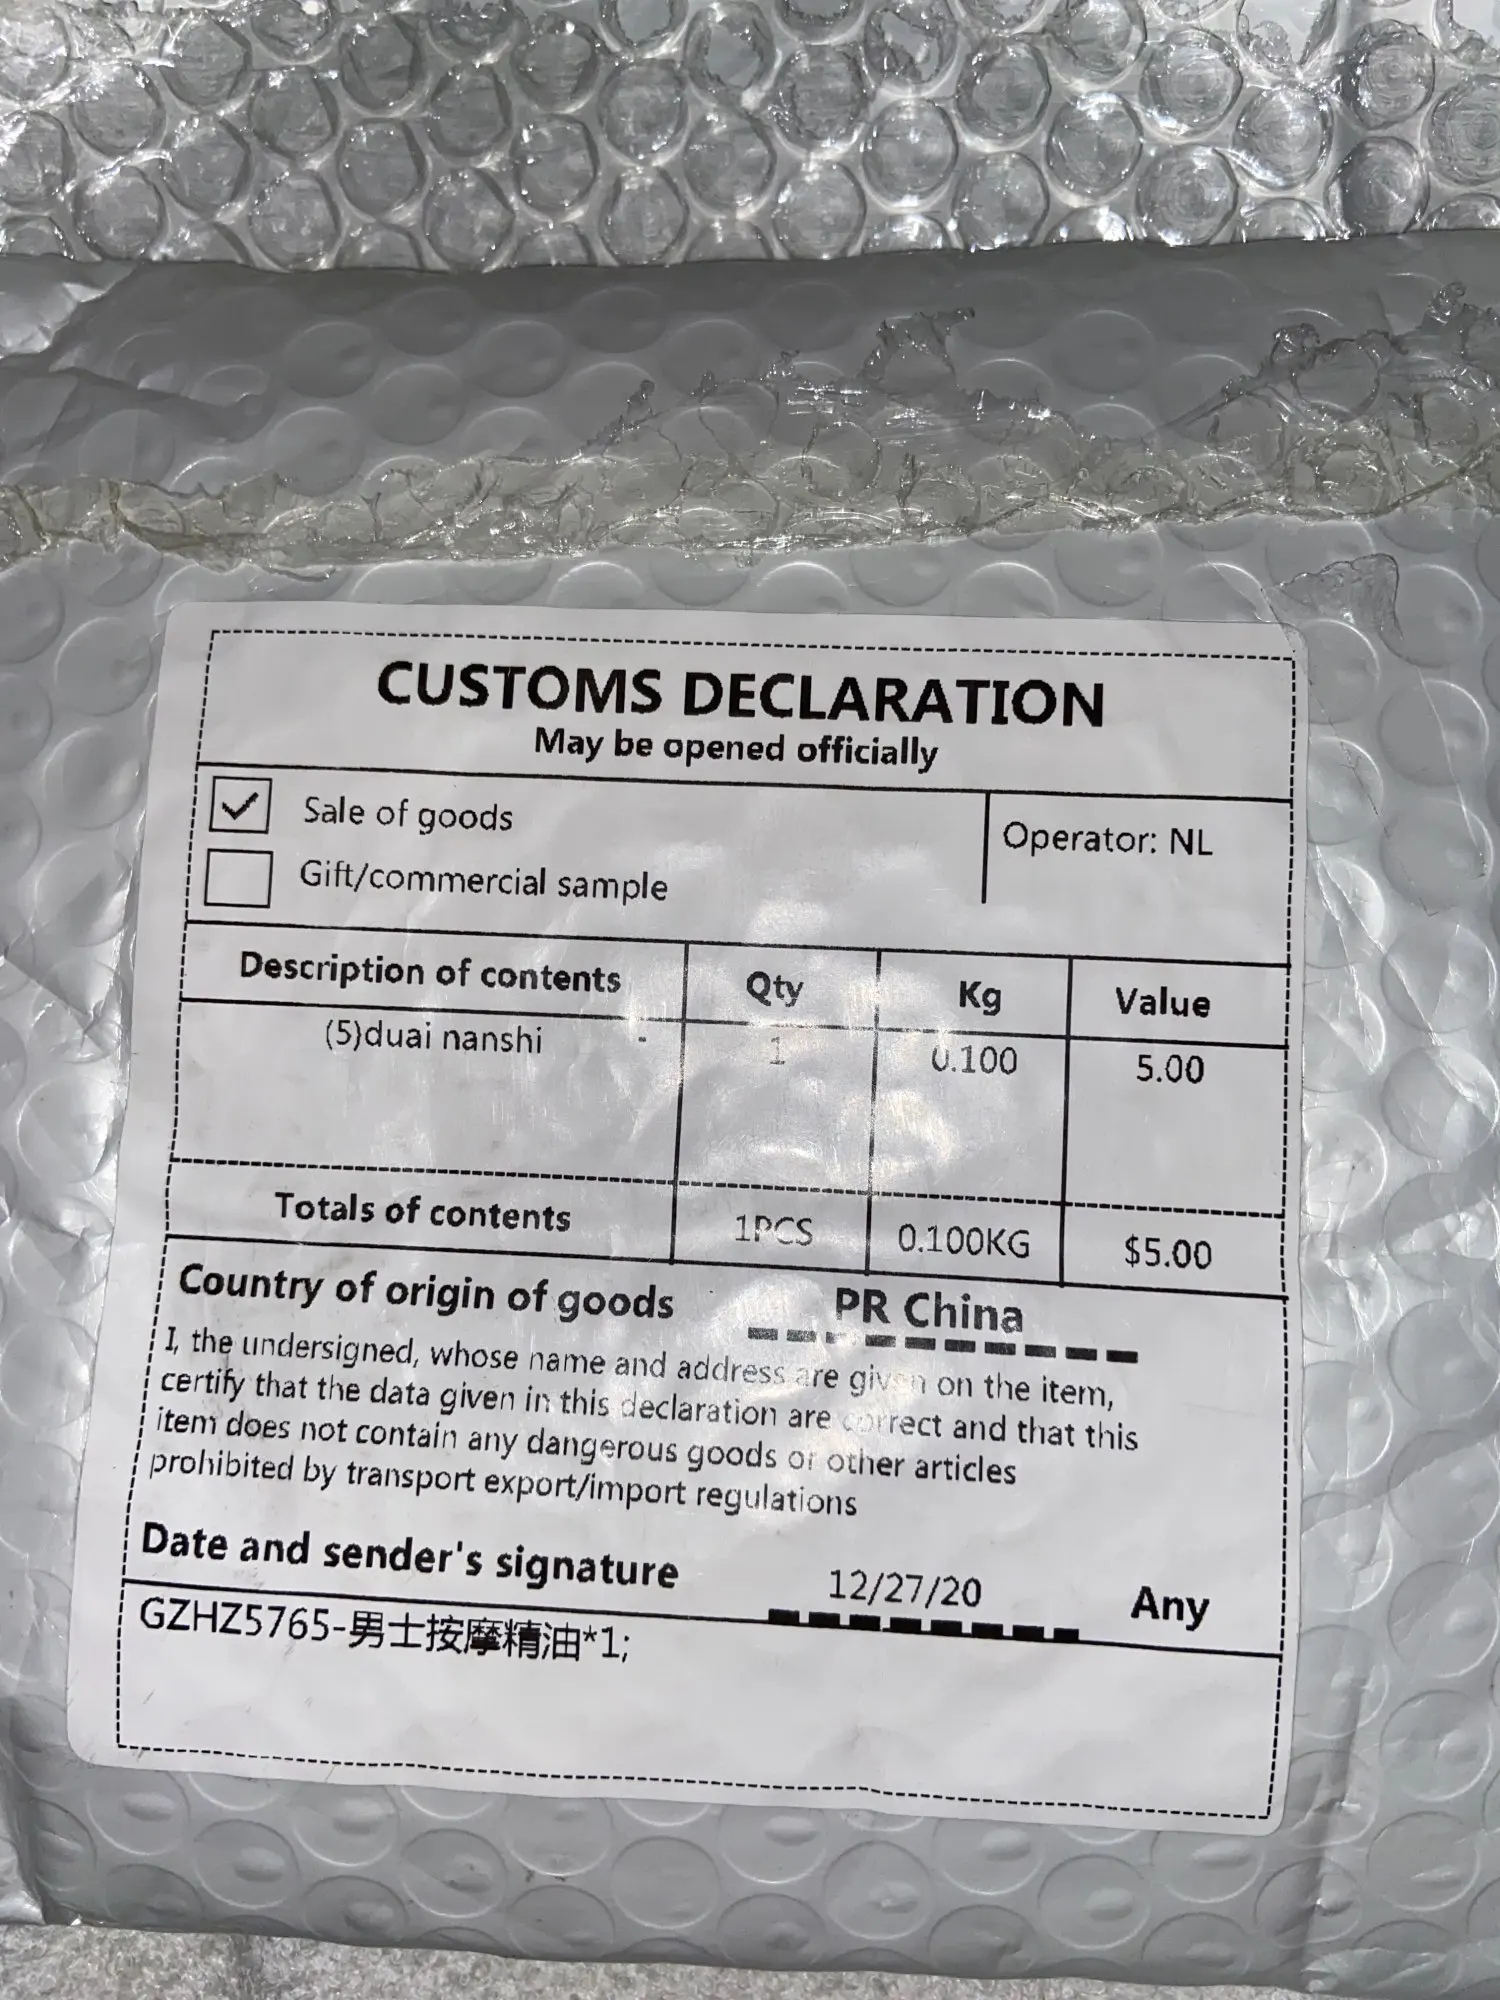 CUSTOMS DECLARATION
May be opened officially
Sale of goods
Operator: NL
Gift/commercial sample
Description of contents Qty Kg Value
(5)duai nanshi 1 0.100 5.00
Totals of contents 1PCS 0.100KG $5.00
Country of origin of goods PR China
I, the undersigned, whose name and address are given on the item,
certify that the data given in this declaration are correct and that this
item does not contain any dangerous goods or other articles
prohibited by transport export/import regulations
Date and sender's signature 12/27/20 Any
GZHZ5765-男士按摩精油*1;